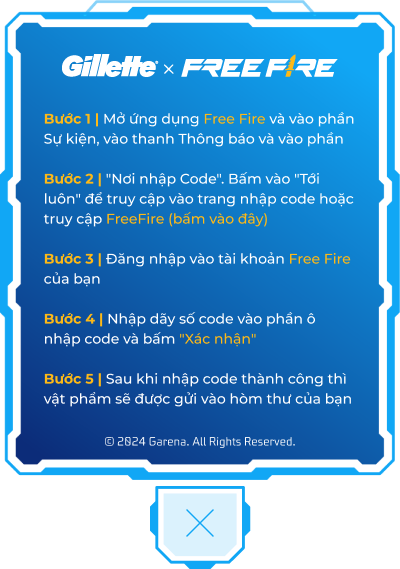 Gillette × FREE FIRE
Bước 1 | Mở ứng dụng Free Fire và vào phần
Sự kiện, vào thanh Thông báo và vào phần
Bước 2 | "Nơi nhập Code". Bấm vào "Tới
luôn" để truy cập vào trang nhập code hoặc
truy cập FreeFire (bấm vào đây)
Bước 3 | Đăng nhập vào tài khoản Free Fire
của bạn
Bước 4 | Nhập dãy số code vào phần ô
nhập code và bấm "Xác nhận"
Bước 5 | Sau khi nhập code thành công thì
vật phẩm sẽ được gửi vào hòm thư của bạn
© 2024 Garena. All Rights Reserved.